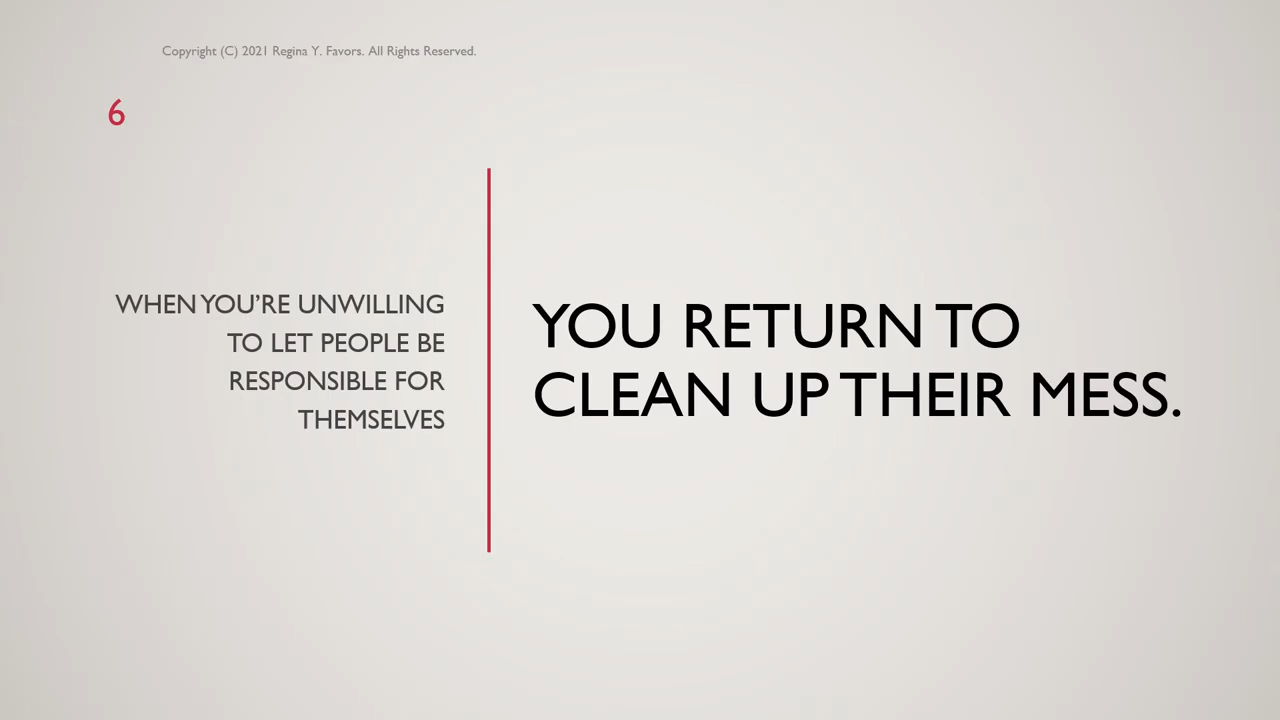 Copyright (C) 2021 Regina Y. Favors. All Rights Reserved.
6
WHEN YOU’RE UNWILLING
TO LET PEOPLE BE
RESPONSIBLE FOR
THEMSELVES
YOU RETURN TO
CLEAN UP THEIR MESS.